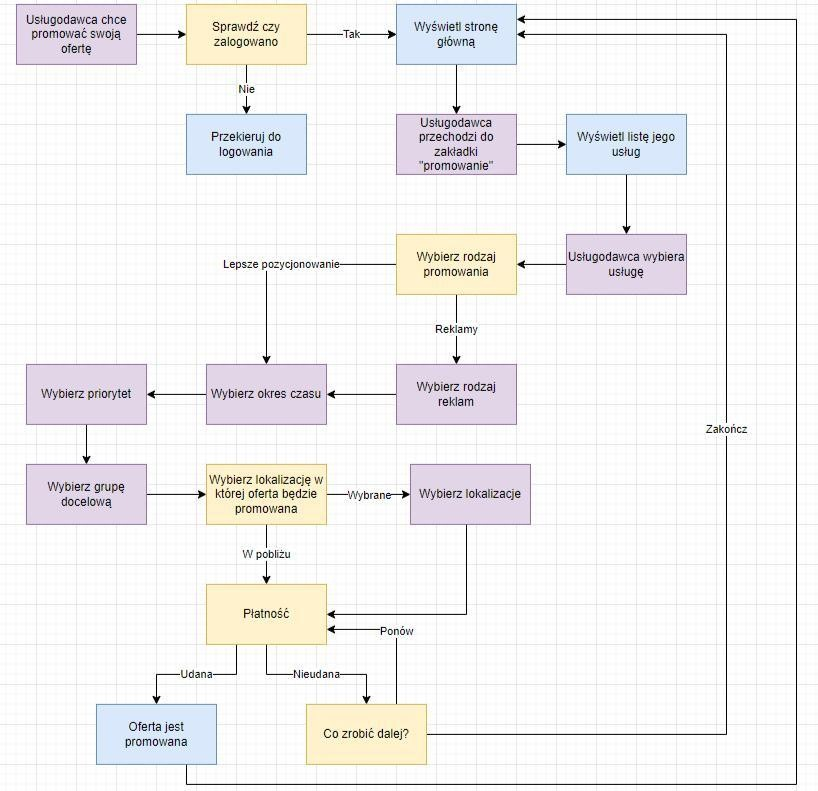 Usługodawca chce
promować swoją
ofertę
Sprawdź czy
zalogowano
Tak
Wyświetl stronę
główną
Nie
Przekieruj do
logowania
Usługodawca
przechodzi do
zakładki
"promowanie"
Wyświetl listę jego
usług
Lepsze pozycjonowanie
Wybierz rodzaj
promowania
Usługodawca wybiera
usługę
Reklamy
Wybierz priorytet
Wybierz okres czasu
Wybierz rodzaj
reklam
Zakończ
Wybierz grupę
docelową
Wybierz lokalizację w
której oferta będzie
promowana
Wybrane
Wybierz lokalizacje
W pobliżu
Płatność
Ponów
Udana
Nieudana
Oferta jest
promowana
Co zrobić dalej?